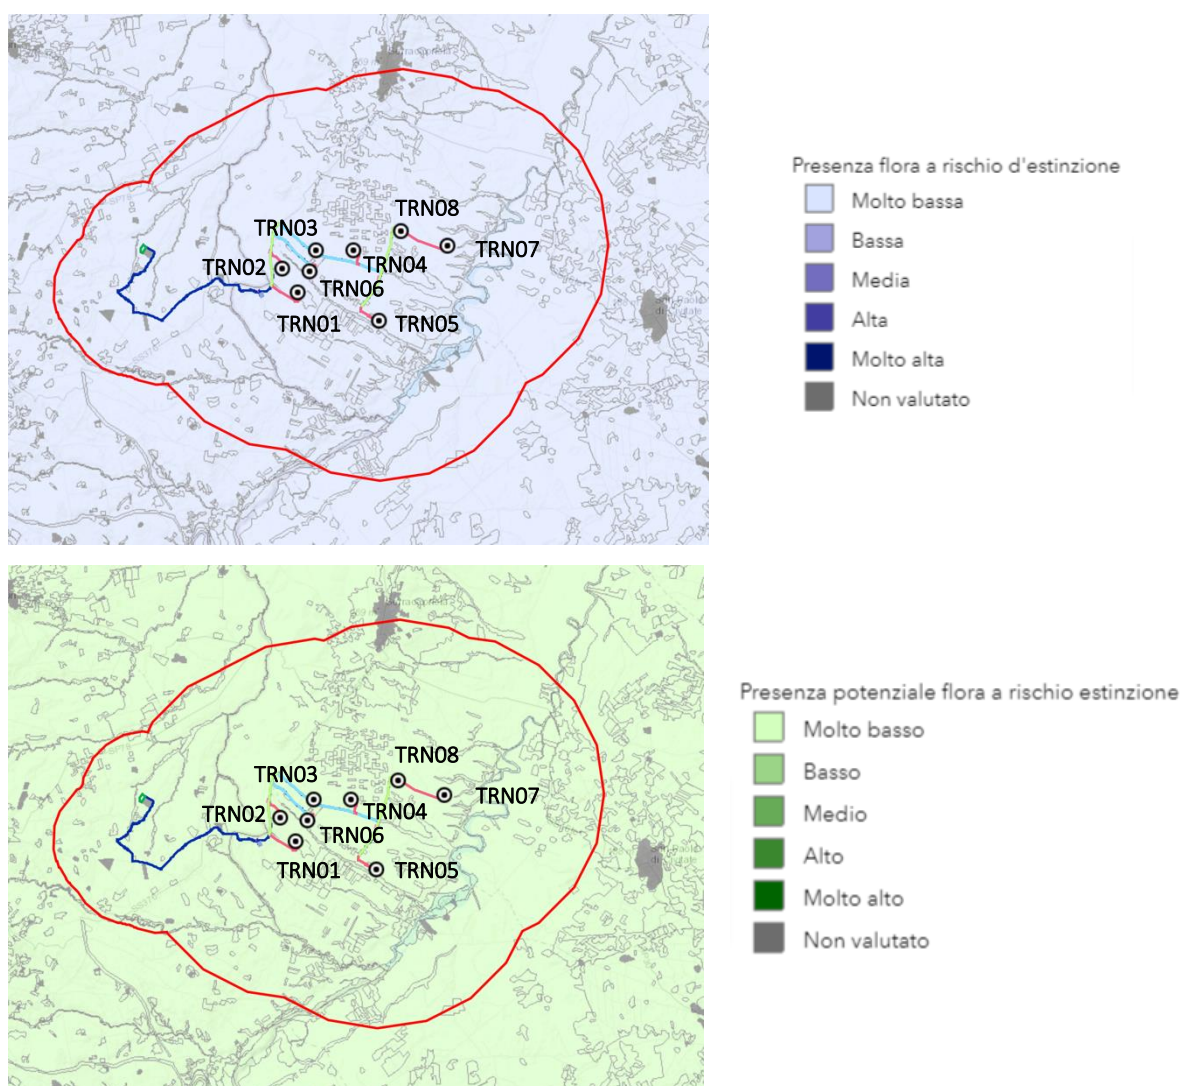 TRN08
TRN03
TRN07
TRN02
TRN04
TRN06
TRN01
TRN05
Presenza flora a rischio d'estinzione
Molto bassa
Bassa
Media
Alta
Molto alta
Non valutato
TRN08
TRN03
TRN07
TRN02
TRN04
TRN06
TRN01
TRN05
Presenza potenziale flora a rischio estinzione
Molto basso
Basso
Medio
Alto
Molto alto
Non valutato